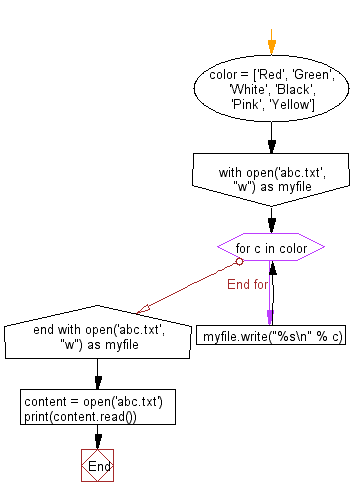 color = ['Red', 'Green',
'White', 'Black',
'Pink', 'Yellow']
with open('abc.txt',
"w") as myfile
for c in color
End for
myfile.write("%s\n" % c)
end with open('abc.txt',
"w") as myfile
content = open('abc.txt')
print(content.read())
End